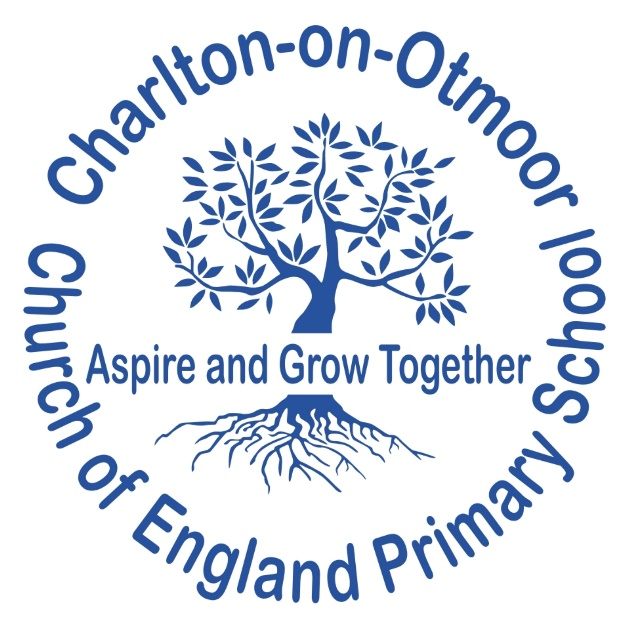 Charlton-on-Otmoor
Church of England Primary School
Aspire and Grow Together